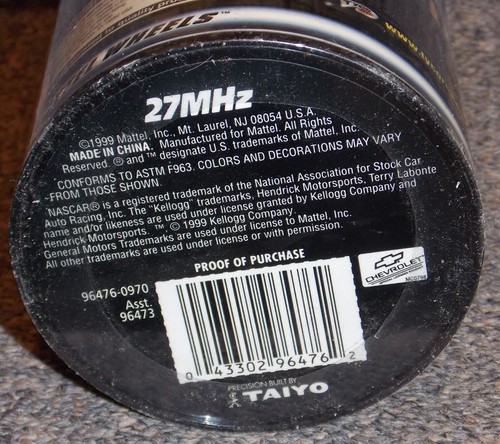 WHEELS™
27MHz
©1999 Mattel, Inc., Mt. Laurel, NJ 08054 U.S.A.
MADE IN CHINA. Manufactured for Mattel. All Rights
Reserved. ® and ™ designate U.S. trademarks of Mattel, Inc.
CONFORMS TO ASTM F963. COLORS AND DECORATIONS MAY VARY
FROM THOSE SHOWN.
NASCAR® is a registered trademark of the National Association for Stock Car
Auto Racing, Inc. The "Kellogg" trademarks, Hendrick Motorsports, Terry Labonte
name and/or likeness are used under license granted by Kellogg Company and
Hendrick Motorsports. ™, © 1999 Kellogg Company.
General Motors Trademarks are used under license to Mattel, Inc.
All other trademarks are used under license or with permission.
PROOF OF PURCHASE
CHEVROLET
96476-0970
Asst.
96473
0 43302 96476 2
PRECISION BUILT BY
TAIYO